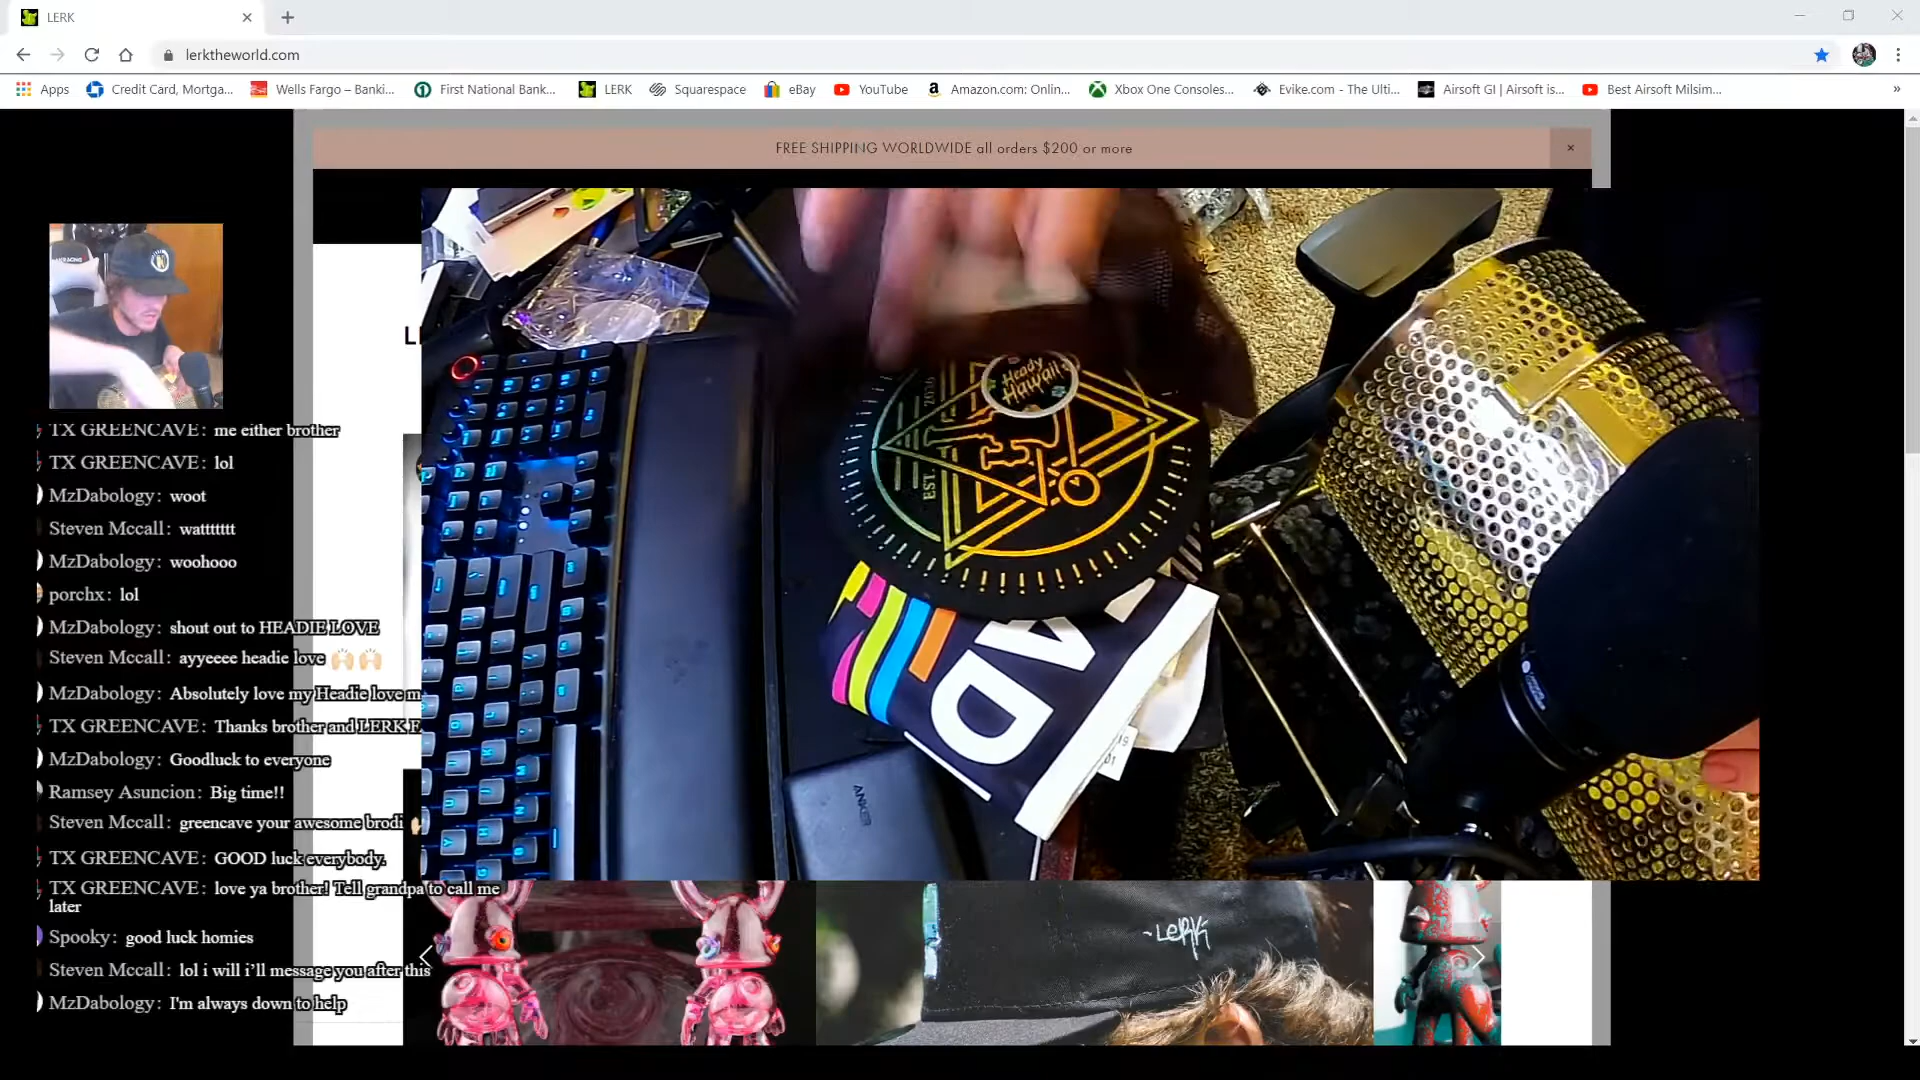 LERK
lerktheworld.com
Apps
Credit Card, Mortga...
Wells Fargo – Banki...
First National Bank...
LERK
Squarespace
eBay
YouTube
Amazon.com: Onlin...
Xbox One Consoles...
Evike.com - The Ulti...
Airsoft GI | Airsoft is...
Best Airsoft Milsim...
»
FREE SHIPPING WORLDWIDE all orders $200 or more
Heady
Hawaii
EST.
AD
ANKER
TX GREENCAVE: me either brother
TX GREENCAVE: lol
MzDabology: woot
Steven Mccall: wattttttt
MzDabology: woohooo
porchx: lol
MzDabology: shout out to HEADIE LOVE
Steven Mccall: ayyeeee headie love 🙌🏻 🙌🏻
MzDabology: Absolutely love my Headie love m
TX GREENCAVE: Thanks brother and LERK
MzDabology: Goodluck to everyone
Ramsey Asuncion: Big time!!
Steven Mccall: greencave your awesome brodi
TX GREENCAVE: GOOD luck everybody.
TX GREENCAVE: love ya brother! Tell grandpa to call me
later
Spooky: good luck homies
Steven Mccall: lol i will i’ll message you after this
MzDabology: I'm always down to help
~LERK